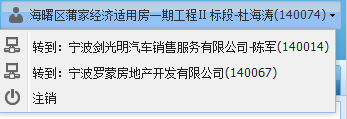 海曙区蒲家经济适用房一期工程II 标段-杜海涛(140074)
转到：宁波剑光明汽车销售服务有限公司-陈军(140014)
转到：宁波罗蒙房地产开发有限公司(140067)
注销